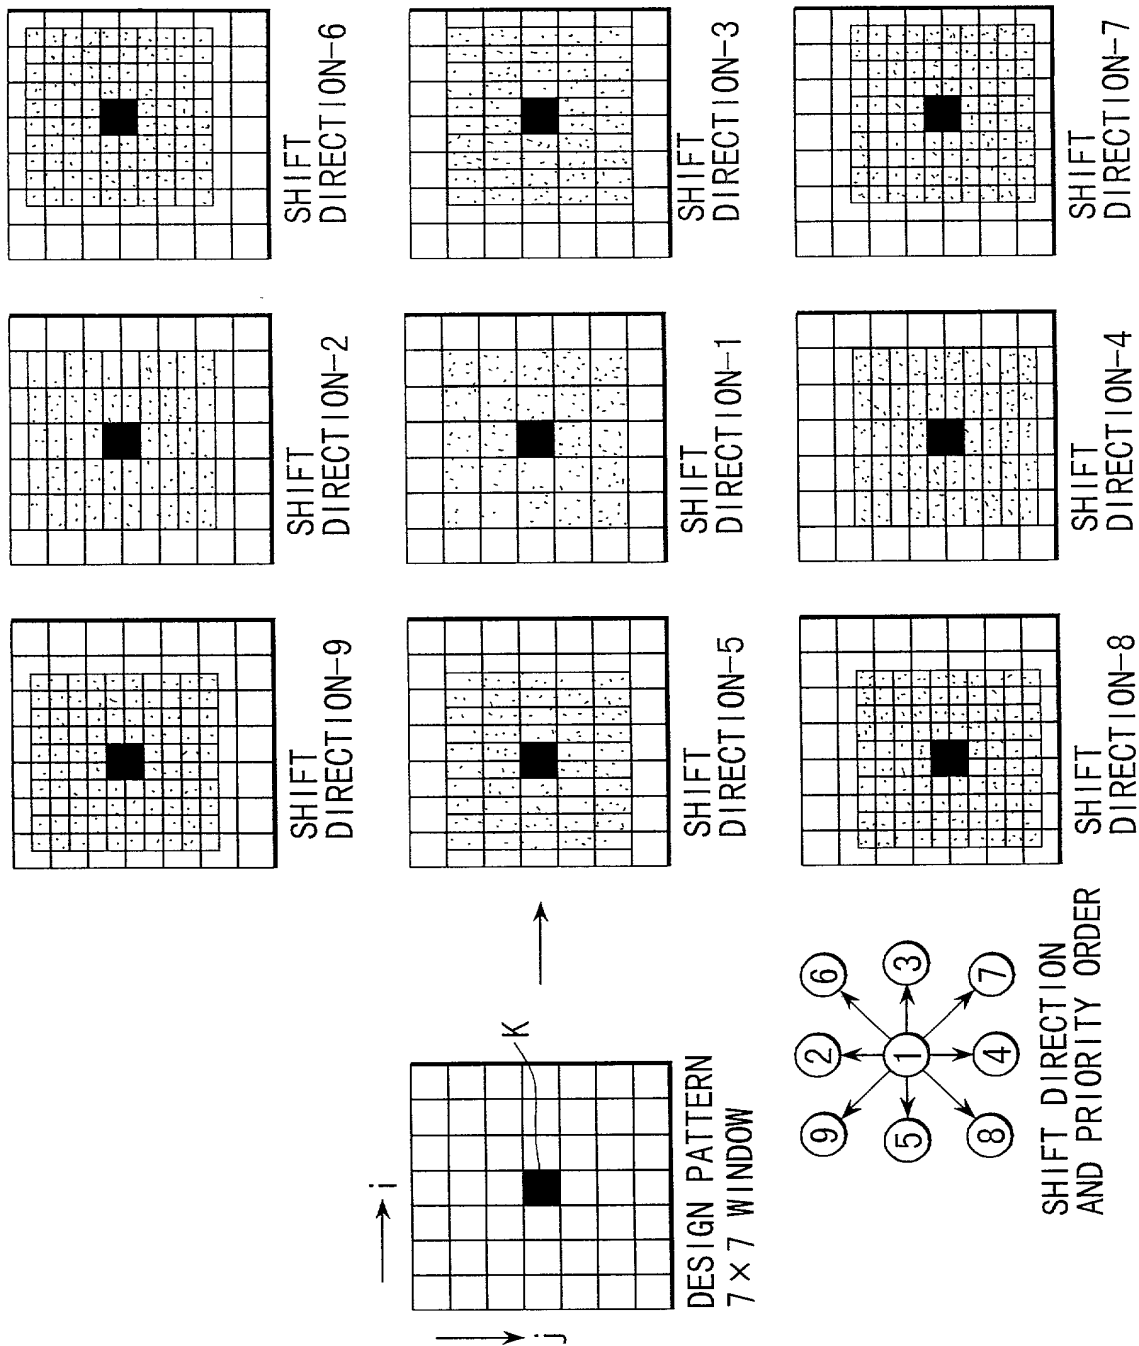 i
j
K
DESIGN PATTERN
7×7 WINDOW
SHIFT
DIRECTION-9
SHIFT
DIRECTION-2
SHIFT
DIRECTION-6
SHIFT
DIRECTION-5
SHIFT
DIRECTION-1
SHIFT
DIRECTION-3
SHIFT
DIRECTION-8
SHIFT
DIRECTION-4
SHIFT
DIRECTION-7
9
2
6
5
1
3
8
4
7
SHIFT DIRECTION
AND PRIORITY ORDER